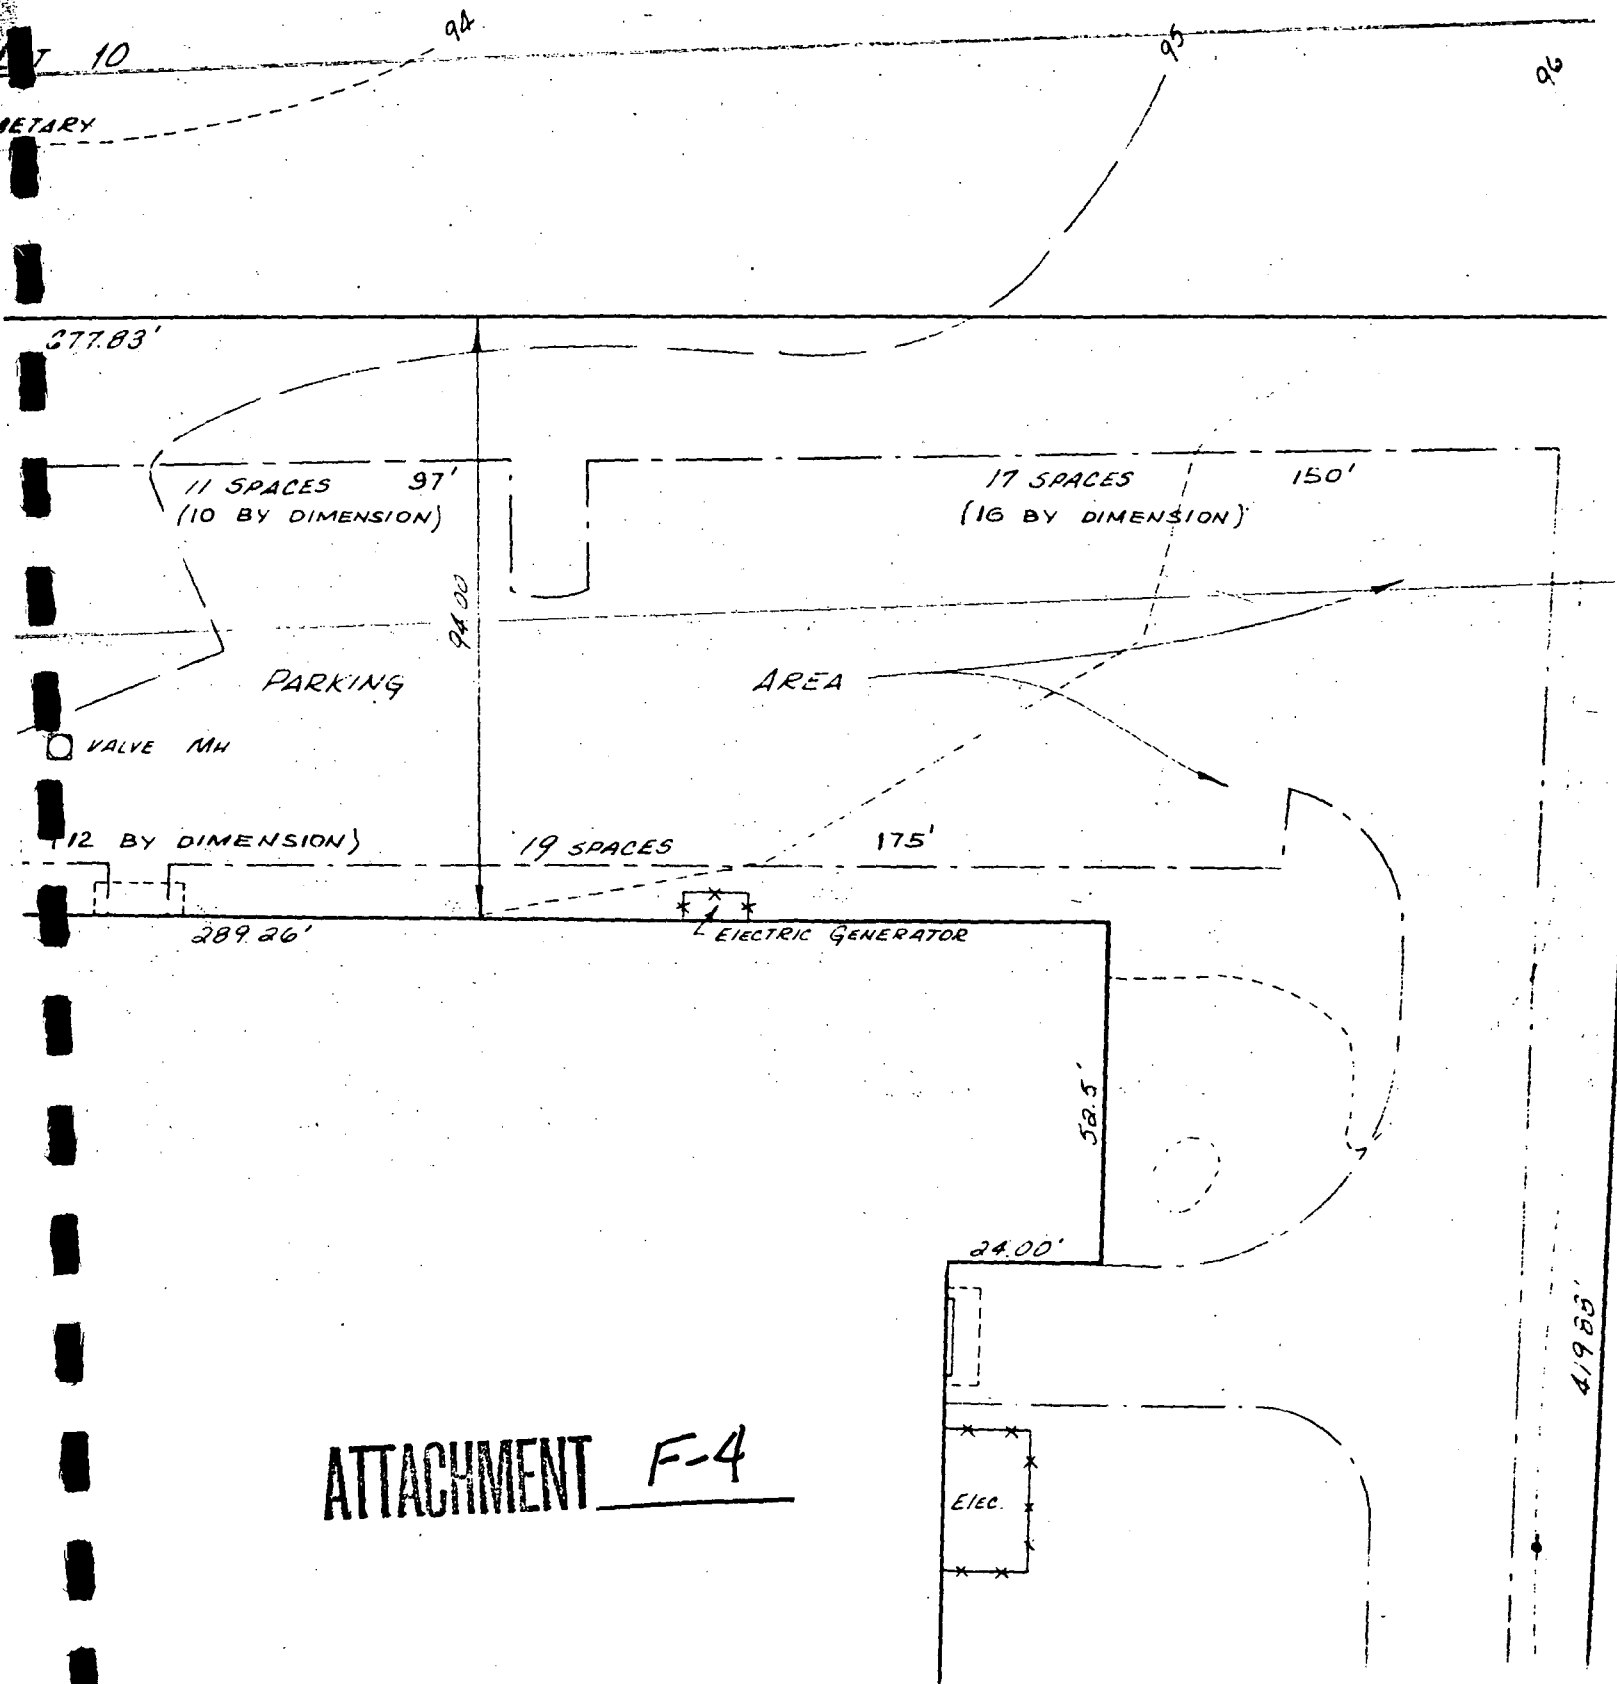 10
94
95
96
277.83'
11 SPACES 97'
(10 BY DIMENSION)
17 SPACES 150'
(16 BY DIMENSION)
94.00
PARKING AREA
VALVE MH
(12 BY DIMENSION)
19 SPACES 175'
289.26'
ELECTRIC GENERATOR
52.5'
24.00'
419.88'
ATTACHMENT F-4
Elec.